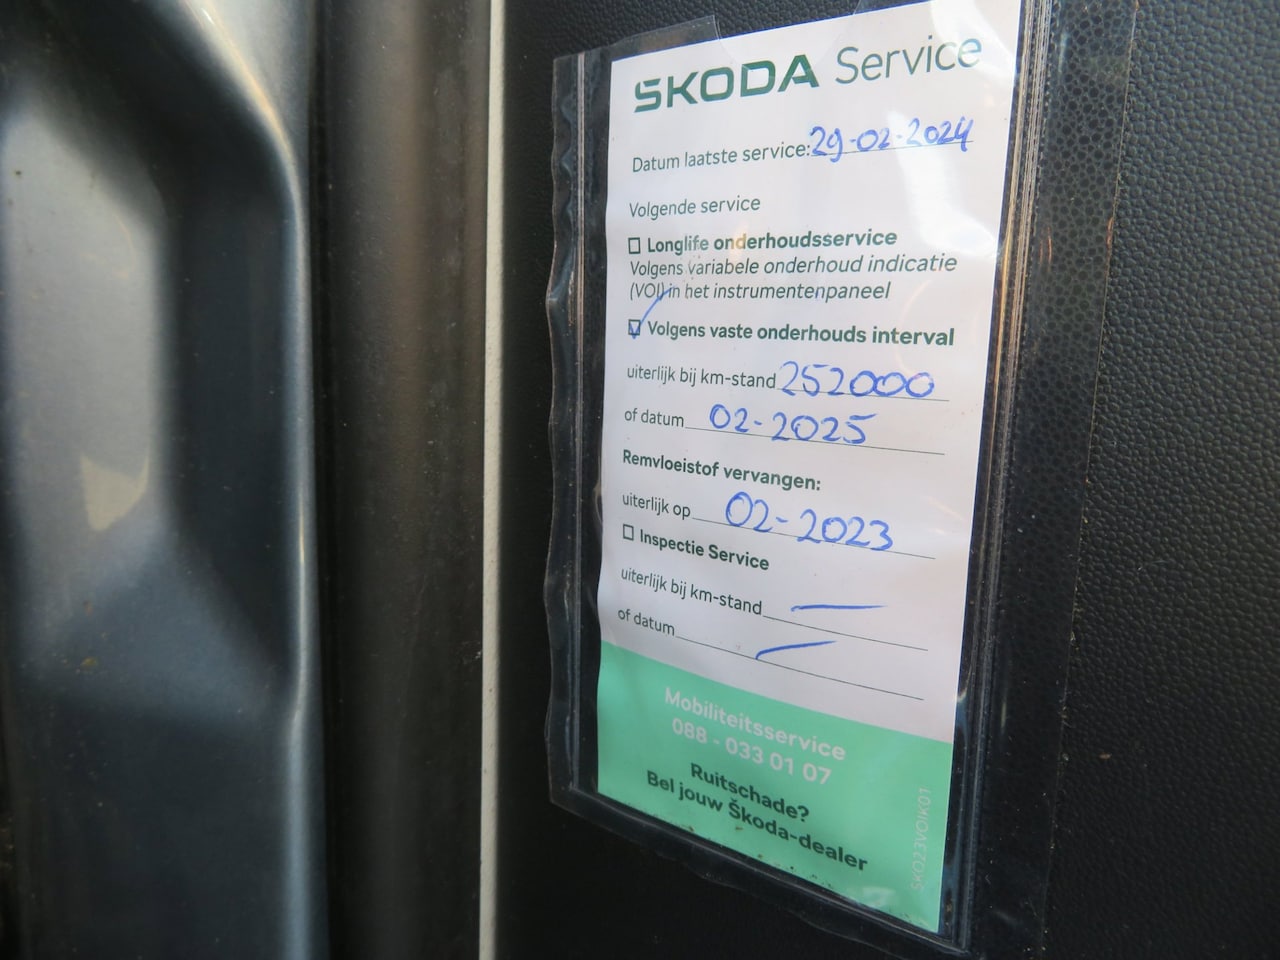 ŠKODA Service
Datum laatste service: 29-02-2024
Volgende service
Longlife onderhoudsservice
Volgens variabele onderhoud indicatie
(VOI) in het instrumentenpaneel
Volgens vaste onderhouds interval
uiterlijk bij km-stand 252000
of datum 02-2025
Remvloeistof vervangen:
uiterlijk op 02-2023
Inspectie Service
uiterlijk bij km-stand —
of datum —
Mobiliteitsservice
088 - 033 01 07
Ruitschade?
Bel jouw Škoda-dealer
SKO23VOIK01